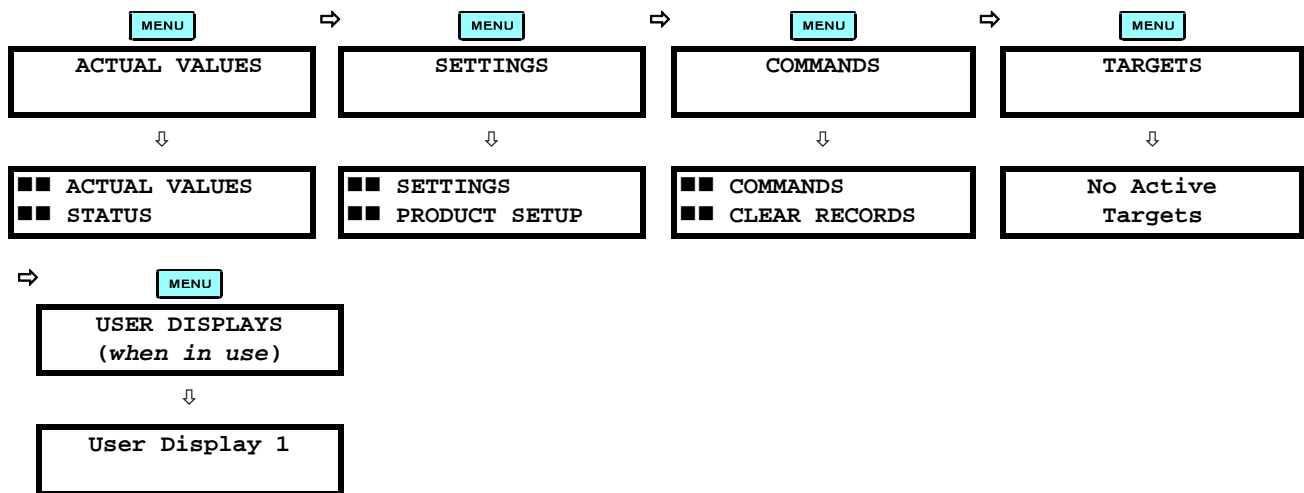 MENU MENU MENU MENU
ACTUAL VALUES SETTINGS COMMANDS TARGETS
ACTUAL VALUES SETTINGS COMMANDS No Active
STATUS PRODUCT SETUP CLEAR RECORDS Targets
MENU
USER DISPLAYS
(when in use)
User Display 1